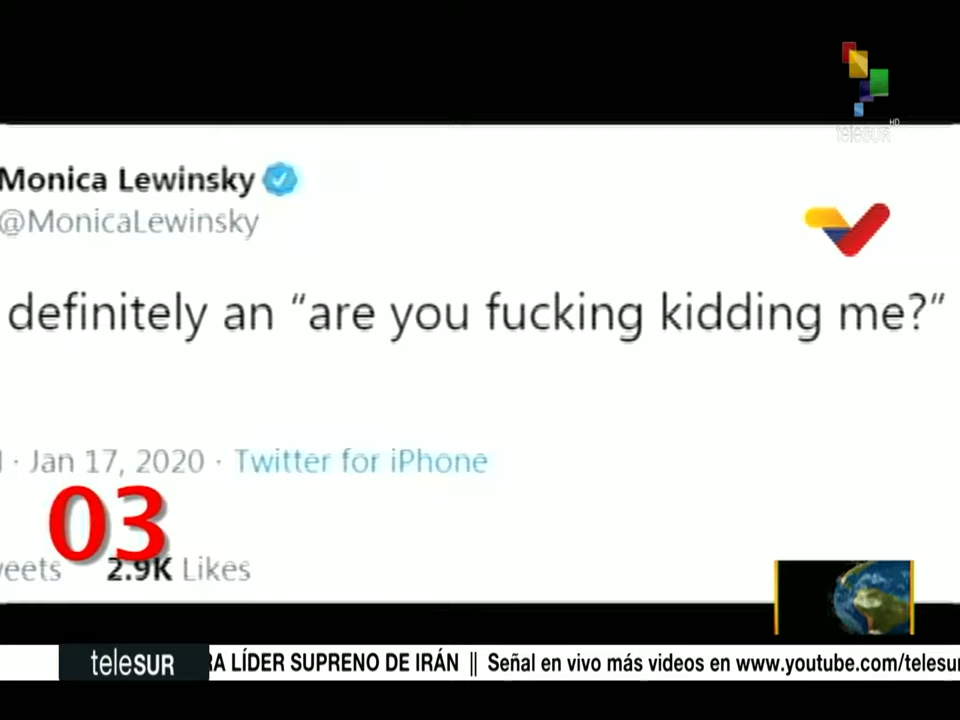 HD
teleSUR
Monica Lewinsky
@MonicaLewinsky
definitely an “are you fucking kidding me?”
· Jan 17, 2020 · Twitter for iPhone
03
2.9K Likes
teleSUR
RA LÍDER SUPRENO DE IRÁN || Señal en vivo más videos en www.youtube.com/telesur